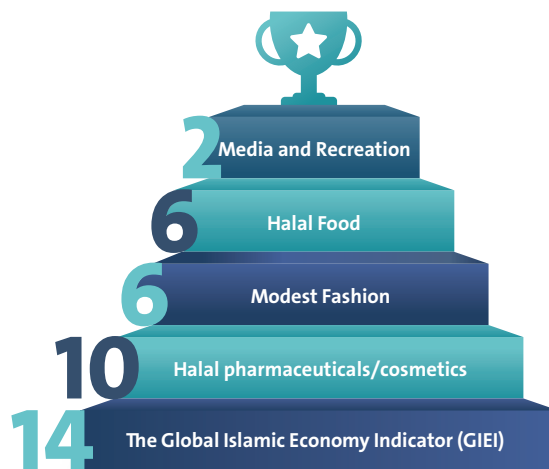 2 Media and Recreation
6 Halal Food
6 Modest Fashion
10 Halal pharmaceuticals/cosmetics
14 The Global Islamic Economy Indicator (GIEI)